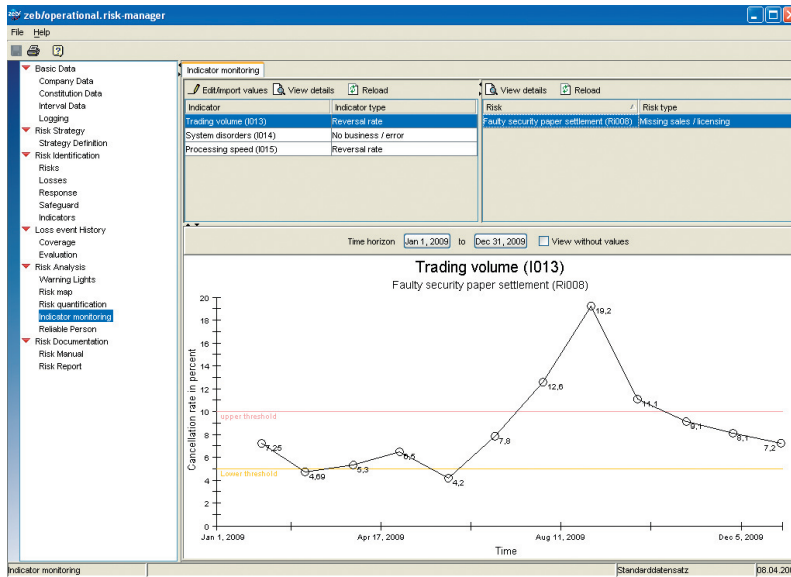 zeb/ zeb/operational.risk-manager
File Help
Basic Data
Company Data
Constitution Data
Interval Data
Logging
Risk Strategy
Strategy Definition
Risk Identification
Risks
Losses
Response
Safeguard
Indicators
Loss event History
Coverage
Evaluation
Risk Analysis
Warning Lights
Risk map
Risk quantification
Indicator monitoring
Reliable Person
Risk Documentation
Risk Manual
Risk Report
Indicator monitoring
Edit/import values View details Reload
Indicator Indicator type
Trading volume (I013) Reversal rate
System disorders (I014) No business / error
Processing speed (I015) Reversal rate
View details Reload
Risk / Risk type
Faulty security paper settlement (Ri008) Missing sales / licensing
Time horizon Jan 1, 2009 to Dec 31, 2009 View without values
Trading volume (I013)
Faulty security paper settlement (Ri008)
Cancellation rate in percent
20
18
16
14
12
10
8
6
4
2
0
upper threshold
Lower threshold
7,25
4,69
5,3
6,5
4,2
7,8
12,6
19,2
11,1
9,1
8,1
7,2
Jan 1, 2009 Apr 17, 2009 Aug 11, 2009 Dec 5, 2009
Time
Indicator monitoring Standarddatensatz 08.04.20